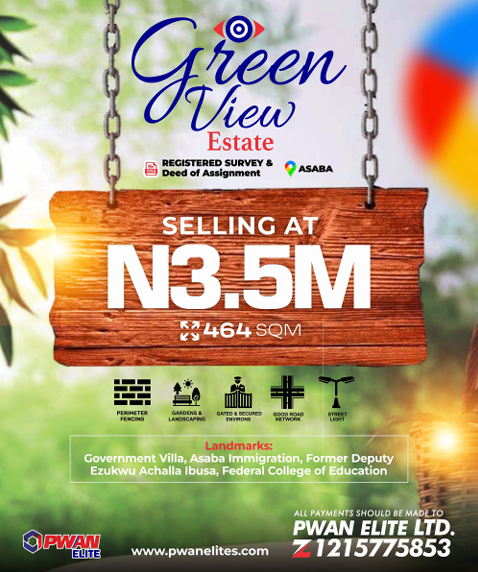 Green
View
Estate
REGISTERED SURVEY &
Deed of Assignment
ASABA
SELLING AT
N3.5M
464 SQM
PERIMETER
FENCING
GARDENS &
LANDSCAPING
GATED & SECURED
ENVIRONS
GOOD ROAD
NETWORK
STREET
LIGHT
Landmarks:
Government Villa, Asaba Immigration, Former Deputy
Ezukwu Achalla Ibusa, Federal College of Education
PWAN
ELITE
www.pwanelites.com
ALL PAYMENTS SHOULD BE MADE TO
PWAN ELITE LTD.
1215775853